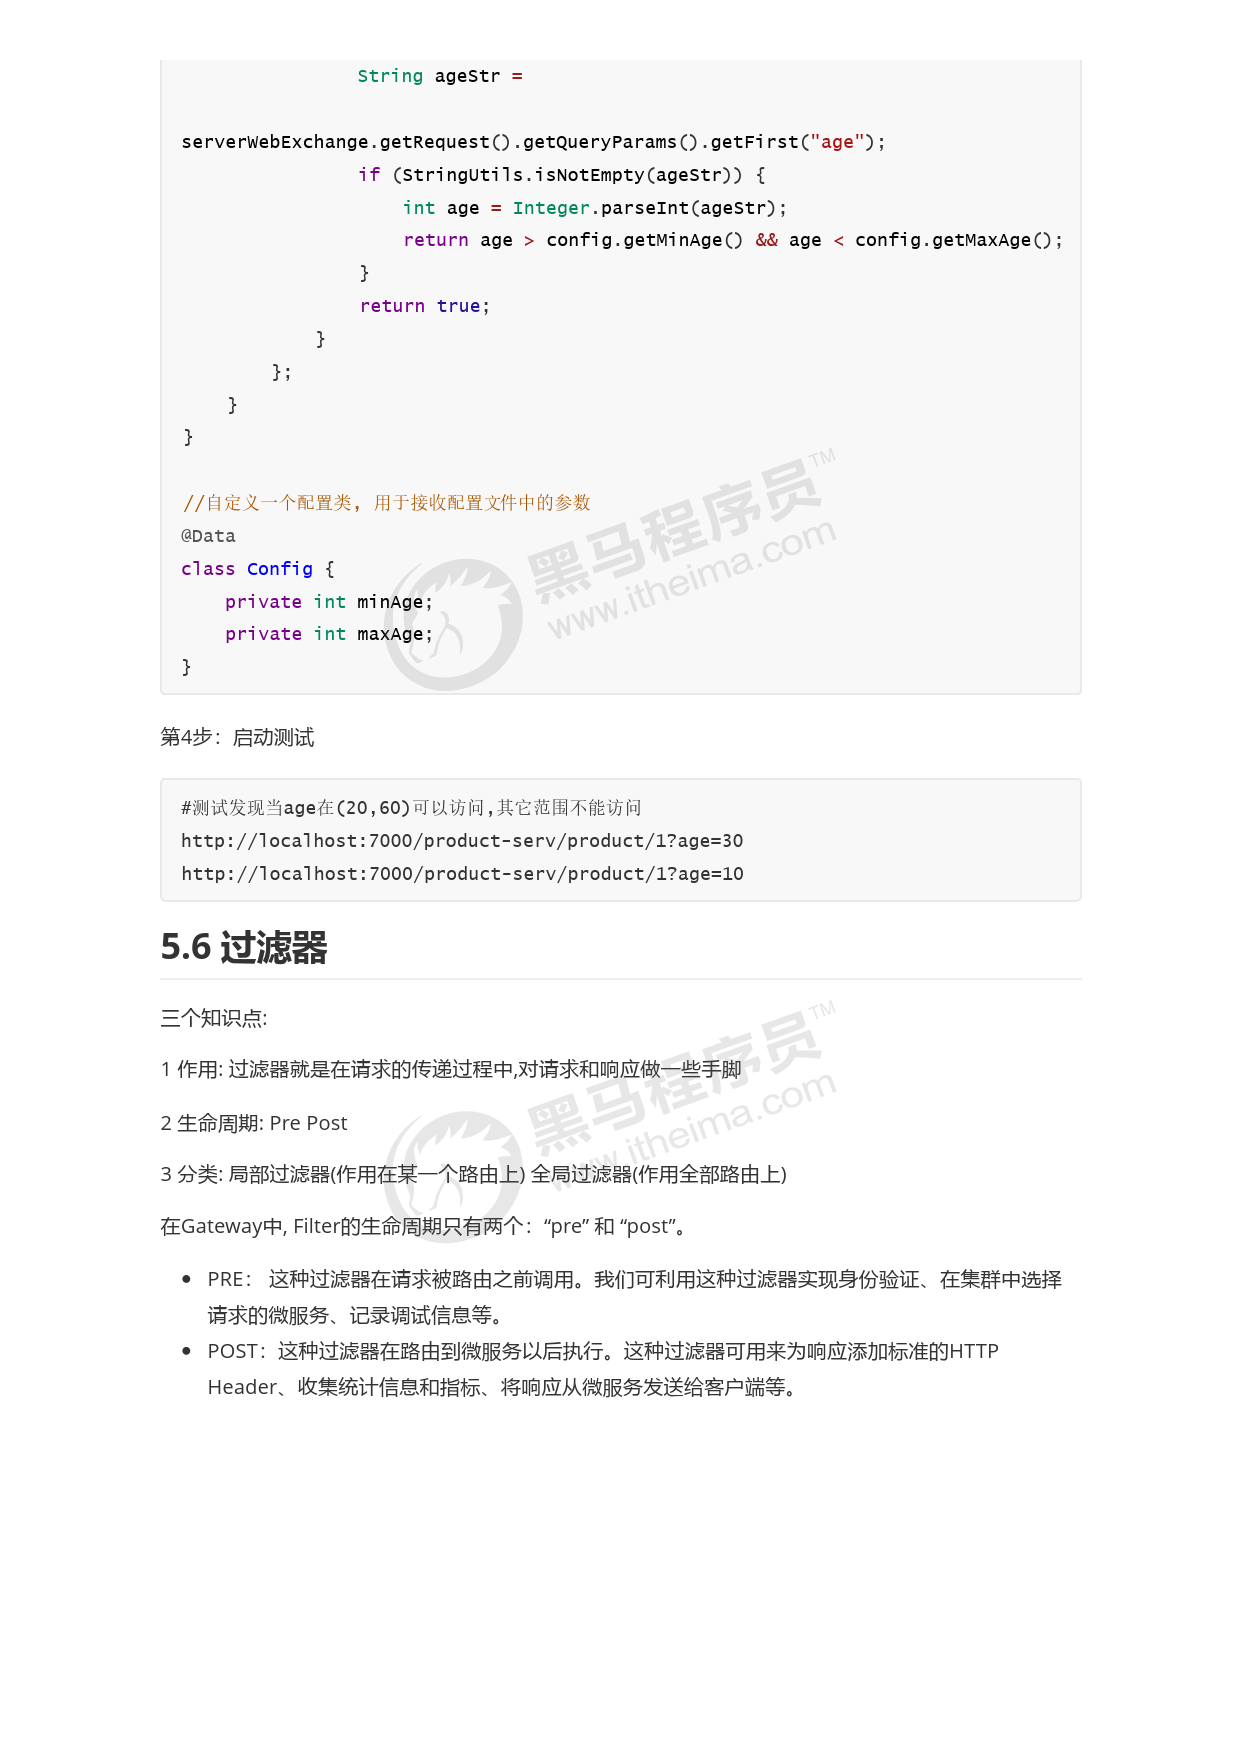 String ageStr =
serverWebExchange.getRequest().getQueryParams().getFirst("age");
if (StringUtils.isNotEmpty(ageStr)) {
int age = Integer.parseInt(ageStr);
return age > config.getMinAge() && age < config.getMaxAge();
}
return true;
}
};
}
}
//自定义一个配置类, 用于接收配置文件中的参数
@Data
class Config {
private int minAge;
private int maxAge;
}
黑马程序员™
www.itheima.com
第4步：启动测试
#测试发现当age在(20,60)可以访问,其它范围不能访问
http://localhost:7000/product-serv/product/1?age=30
http://localhost:7000/product-serv/product/1?age=10
5.6 过滤器
三个知识点:
1 作用: 过滤器就是在请求的传递过程中,对请求和响应做一些手脚
2 生命周期: Pre Post
3 分类: 局部过滤器(作用在某一个路由上) 全局过滤器(作用全部路由上)
黑马程序员™
www.itheima.com
在Gateway中, Filter的生命周期只有两个：“pre” 和 “post”。
• PRE： 这种过滤器在请求被路由之前调用。我们可利用这种过滤器实现身份验证、在集群中选择
请求的微服务、记录调试信息等。
• POST：这种过滤器在路由到微服务以后执行。这种过滤器可用来为响应添加标准的HTTP
Header、收集统计信息和指标、将响应从微服务发送给客户端等。